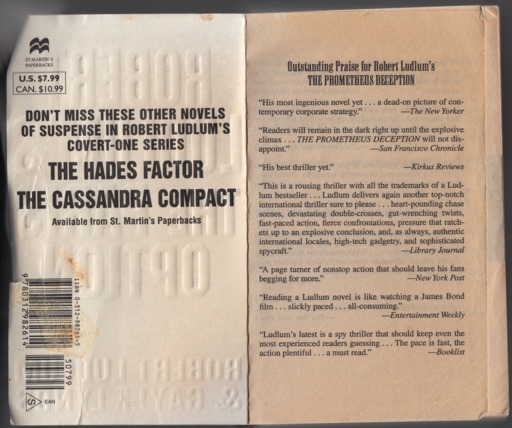 ST. MARTIN'S
PAPERBACKS
U.S. $7.99
CAN. $10.99
DON'T MISS THESE OTHER NOVELS
OF SUSPENSE IN ROBERT LUDLUM'S
COVERT-ONE SERIES
THE HADES FACTOR
THE CASSANDRA COMPACT
Available from St. Martin's Paperbacks
9780312982614
50799
S
EAN
Outstanding Praise for Robert Ludlum's
THE PROMETHEUS DECEPTION
“His most ingenious novel yet . . . a dead-on picture of con-
temporary corporate strategy.” —The New Yorker
“Readers will remain in the dark right up until the explosive
climax . . . THE PROMETHEUS DECEPTION will not dis-
appoint.” —San Francisco Chronicle
“His best thriller yet.” —Kirkus Reviews
“This is a rousing thriller with all the trademarks of a Lud-
lum bestseller . . . Ludlum delivers again another top-notch
international thriller sure to please . . . heart-pounding chase
scenes, devastating double-crosses, gut-wrenching twists,
fast-paced action, fierce confrontations, pressure that ratch-
ets up to an explosive conclusion, and, as always, authentic
international locales, high-tech gadgetry, and sophisticated
spycraft.” —Library Journal
“A page turner of nonstop action that should leave his fans
begging for more.” —New York Post
“Reading a Ludlum novel is like watching a James Bond
film . . . slickly paced . . . all-consuming.”
—Entertainment Weekly
“Ludlum's latest is a spy thriller that should keep even the
most experienced readers guessing . . . The pace is fast, the
action plentiful . . . a must read.” —Booklist